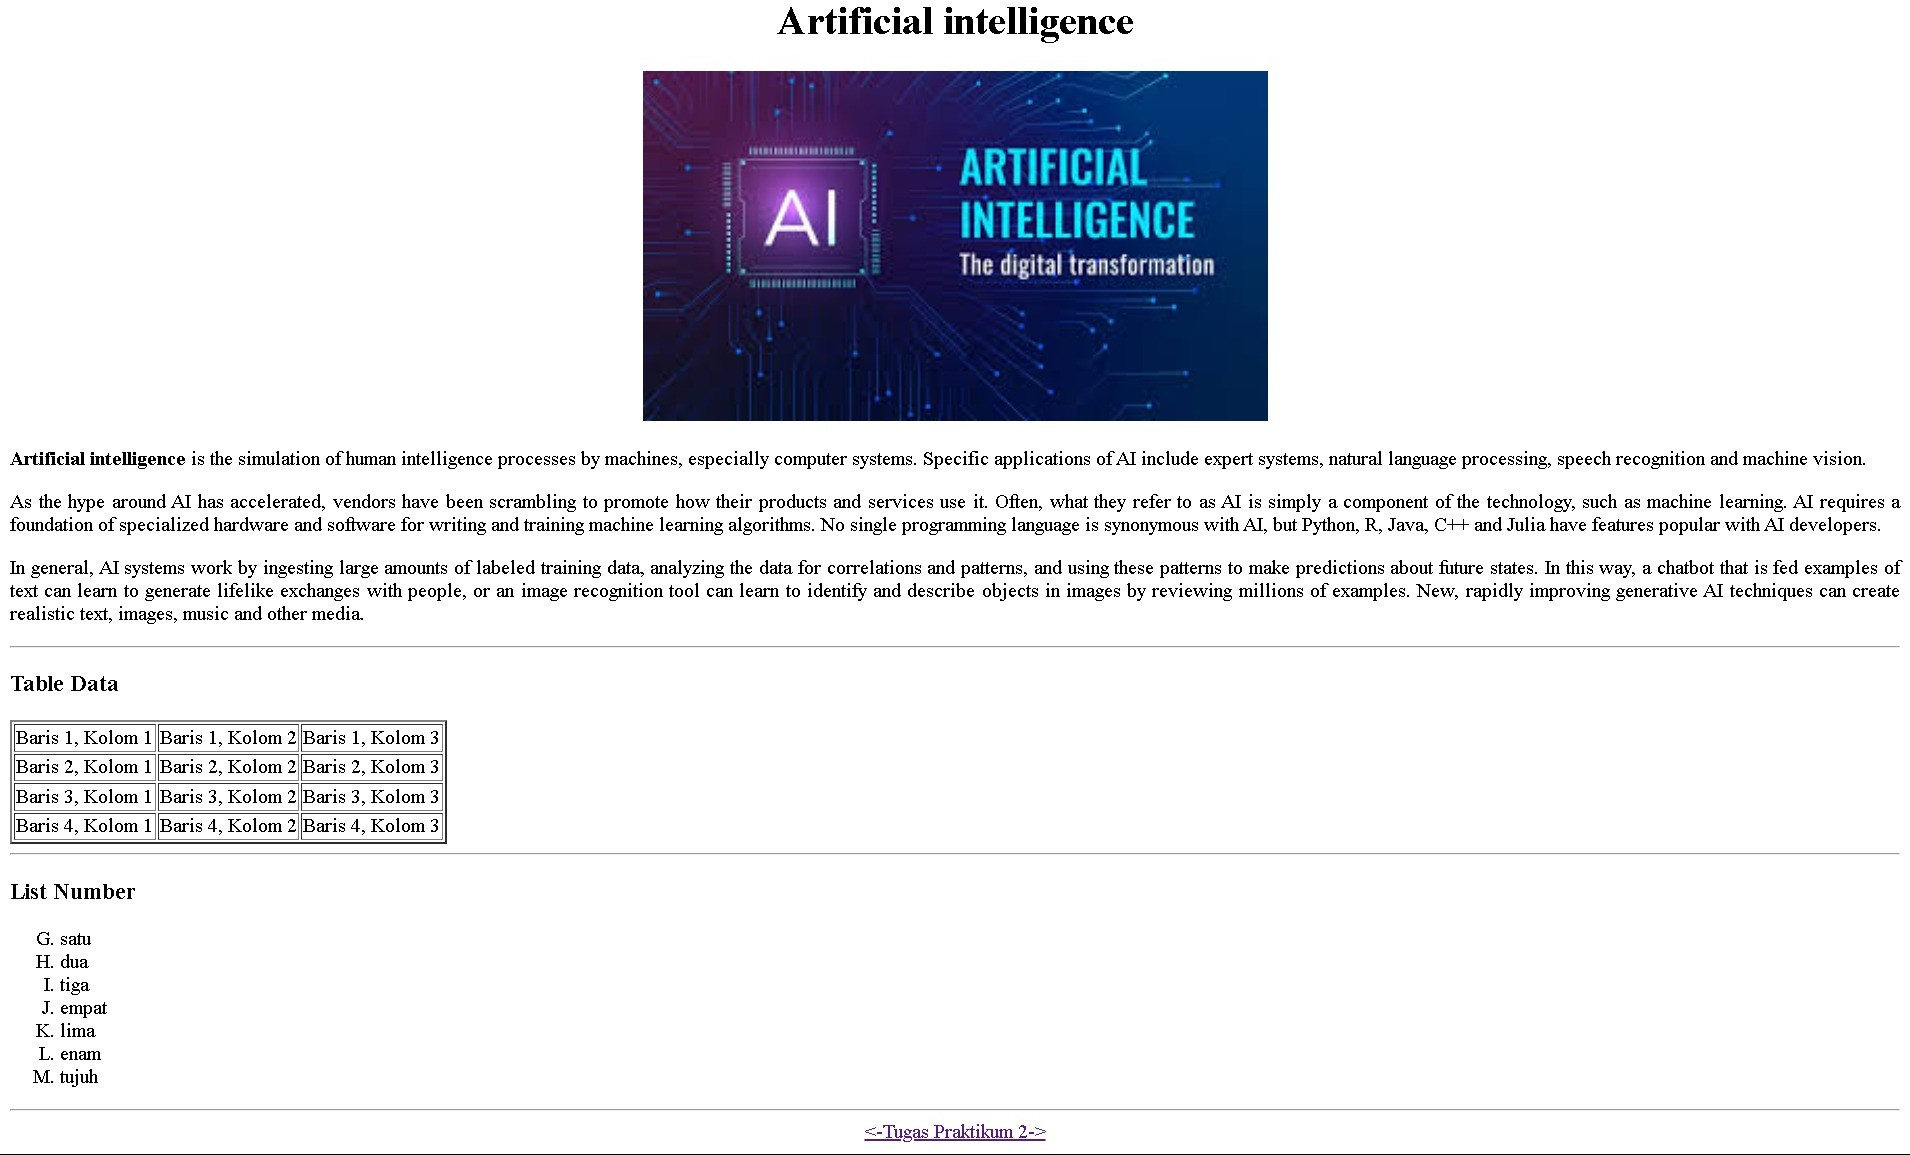 Artificial intelligence
AI
ARTIFICIAL
INTELLIGENCE
The digital transformation
Artificial intelligence is the simulation of human intelligence processes by machines, especially computer systems. Specific applications of AI include expert systems, natural language processing, speech recognition and machine vision.
As the hype around AI has accelerated, vendors have been scrambling to promote how their products and services use it. Often, what they refer to as AI is simply a component of the technology, such as machine learning. AI requires a
foundation of specialized hardware and software for writing and training machine learning algorithms. No single programming language is synonymous with AI, but Python, R, Java, C++ and Julia have features popular with AI developers.
In general, AI systems work by ingesting large amounts of labeled training data, analyzing the data for correlations and patterns, and using these patterns to make predictions about future states. In this way, a chatbot that is fed examples of
text can learn to generate lifelike exchanges with people, or an image recognition tool can learn to identify and describe objects in images by reviewing millions of examples. New, rapidly improving generative AI techniques can create
realistic text, images, music and other media.
Table Data
Baris 1, Kolom 1 Baris 1, Kolom 2 Baris 1, Kolom 3
Baris 2, Kolom 1 Baris 2, Kolom 2 Baris 2, Kolom 3
Baris 3, Kolom 1 Baris 3, Kolom 2 Baris 3, Kolom 3
Baris 4, Kolom 1 Baris 4, Kolom 2 Baris 4, Kolom 3
List Number
G. satu
H. dua
I. tiga
J. empat
K. lima
L. enam
M. tujuh
<-Tugas Praktikum 2->